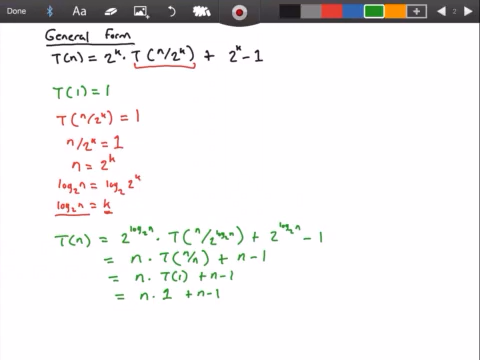 Done Aa 2
General Form
T(n) = 2^k · T(n/2^k) + 2^k - 1
T(1) = 1
T(n/2^k) = 1
n/2^k = 1
n = 2^k
log₂n = log₂2^k
log₂n = k
T(n) = 2^log₂n · T(n/2^log₂n) + 2^log₂n - 1
= n · T(n/n) + n - 1
= n · T(1) + n - 1
= n · 1 + n - 1